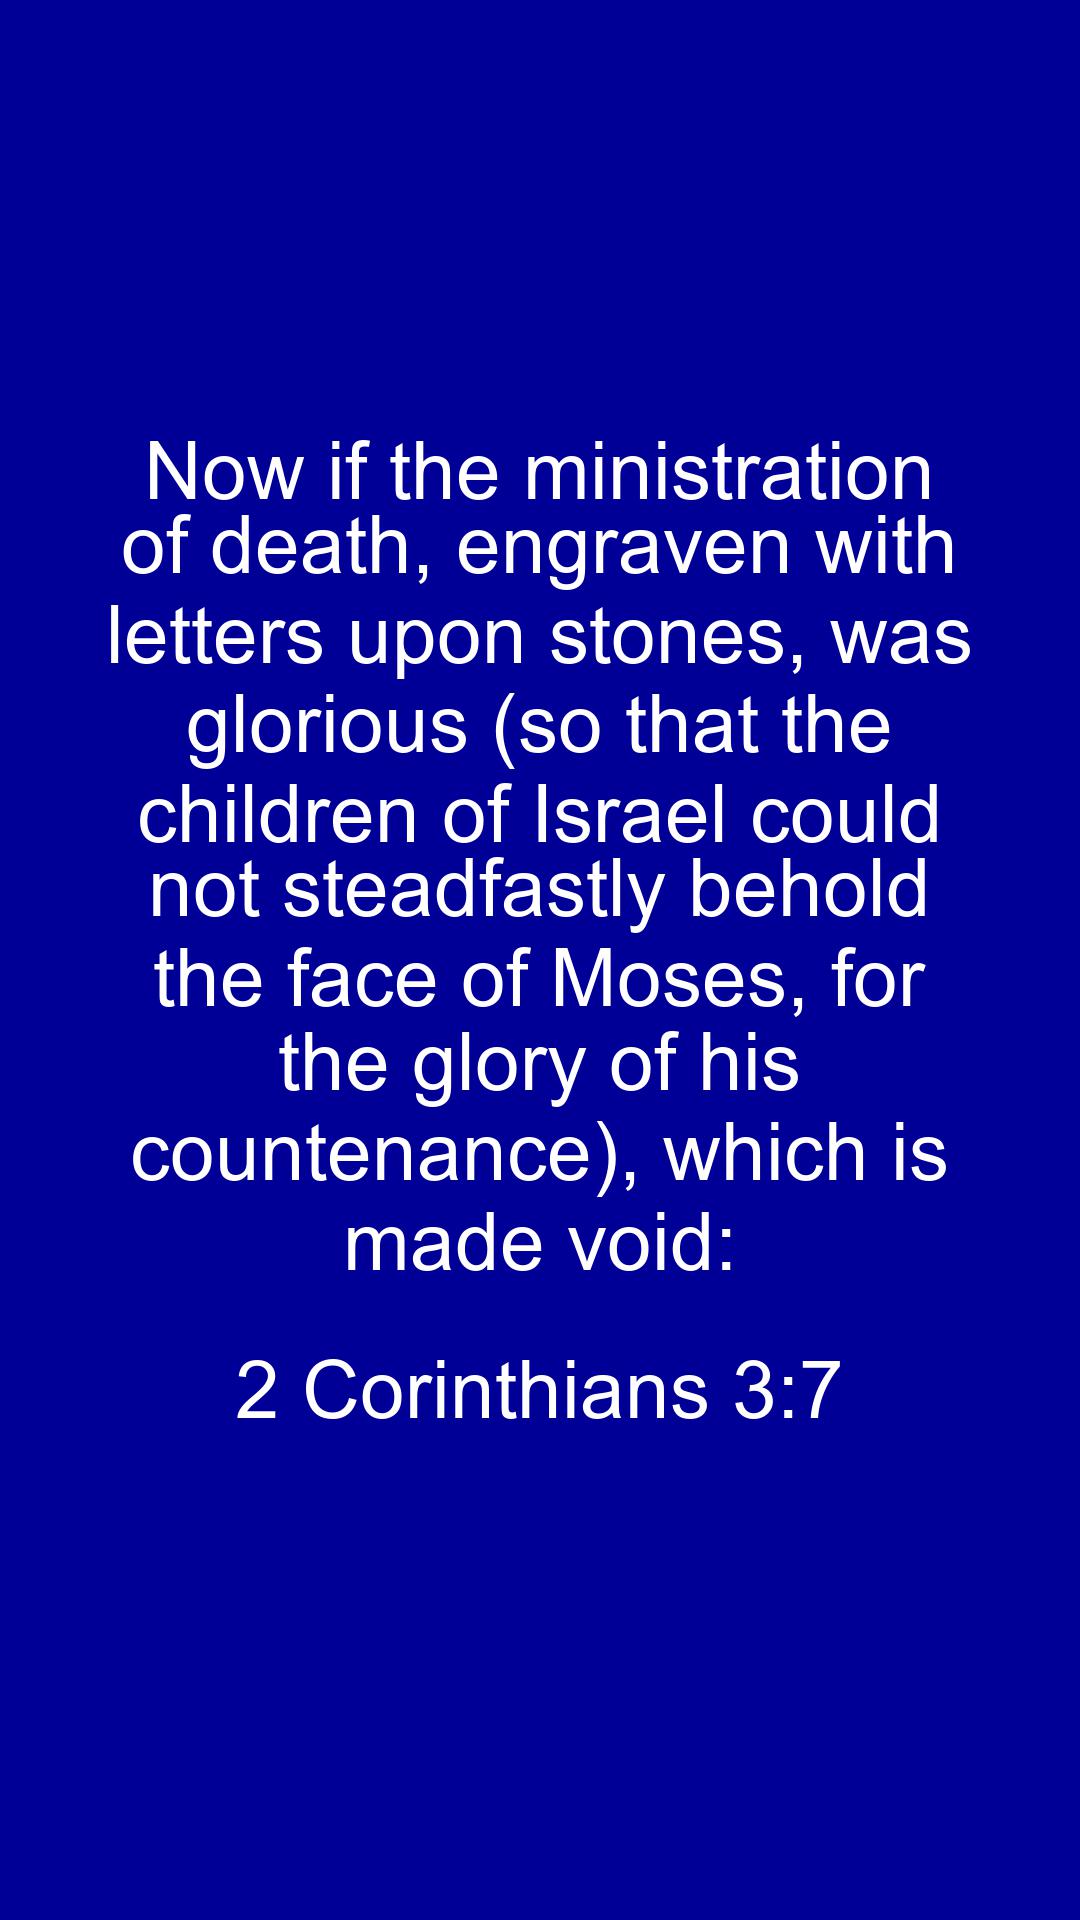 Now if the ministration
of death, engraven with
letters upon stones, was
glorious (so that the
children of Israel could
not steadfastly behold
the face of Moses, for
the glory of his
countenance), which is
made void:
2 Corinthians 3:7